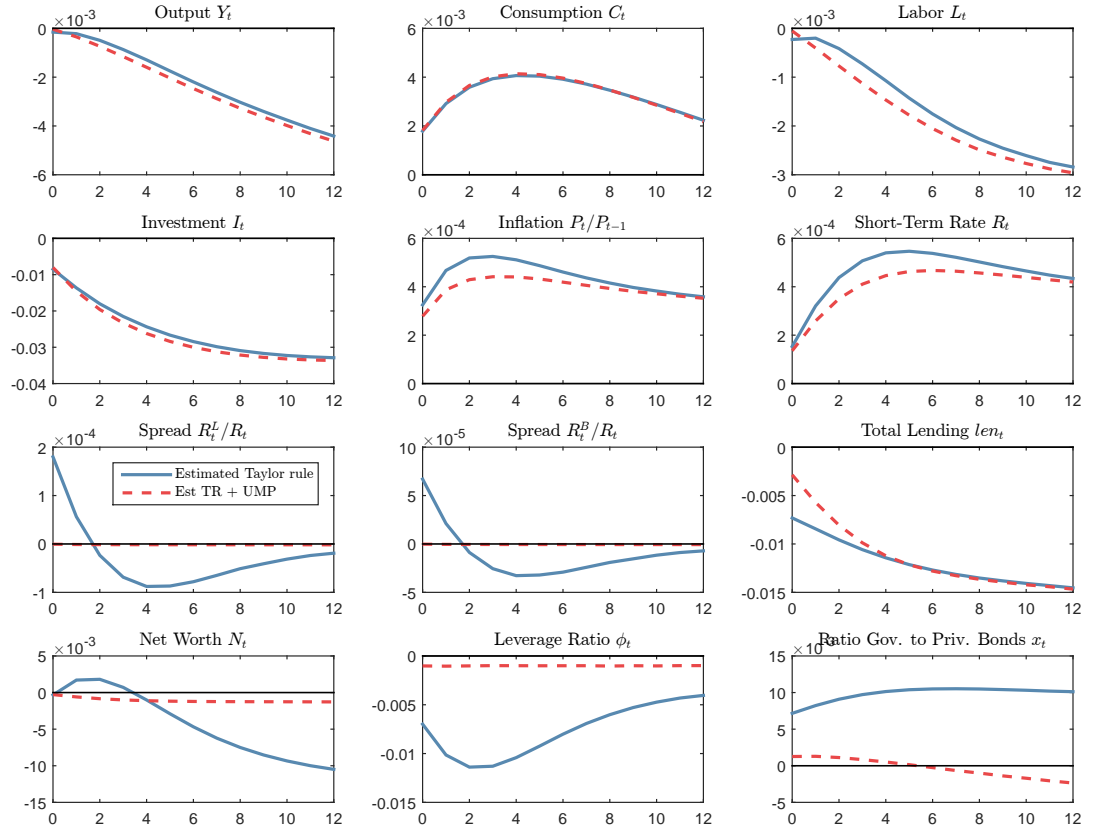 Output Y_t
×10^-3
0
-2
-4
-6
0 2 4 6 8 10 12
Consumption C_t
×10^-3
6
4
2
0
0 2 4 6 8 10 12
Labor L_t
×10^-3
0
-1
-2
-3
0 2 4 6 8 10 12
Investment I_t
0
-0.01
-0.02
-0.03
-0.04
0 2 4 6 8 10 12
Inflation P_t/P_{t-1}
×10^-4
6
4
2
0
0 2 4 6 8 10 12
Short-Term Rate R_t
×10^-4
6
4
2
0
0 2 4 6 8 10 12
Spread R_t^L/R_t
×10^-4
2
1
0
-1
0 2 4 6 8 10 12
Estimated Taylor rule
Est TR + UMP
Spread R_t^B/R_t
×10^-5
10
5
0
-5
0 2 4 6 8 10 12
Total Lending len_t
0
-0.005
-0.01
-0.015
0 2 4 6 8 10 12
Net Worth N_t
×10^-3
5
0
-5
-10
-15
0 2 4 6 8 10 12
Leverage Ratio ϕ_t
0
-0.005
-0.01
-0.015
0 2 4 6 8 10 12
Ratio Gov. to Priv. Bonds x_t
×10^-3
15
10
5
0
-5
0 2 4 6 8 10 12